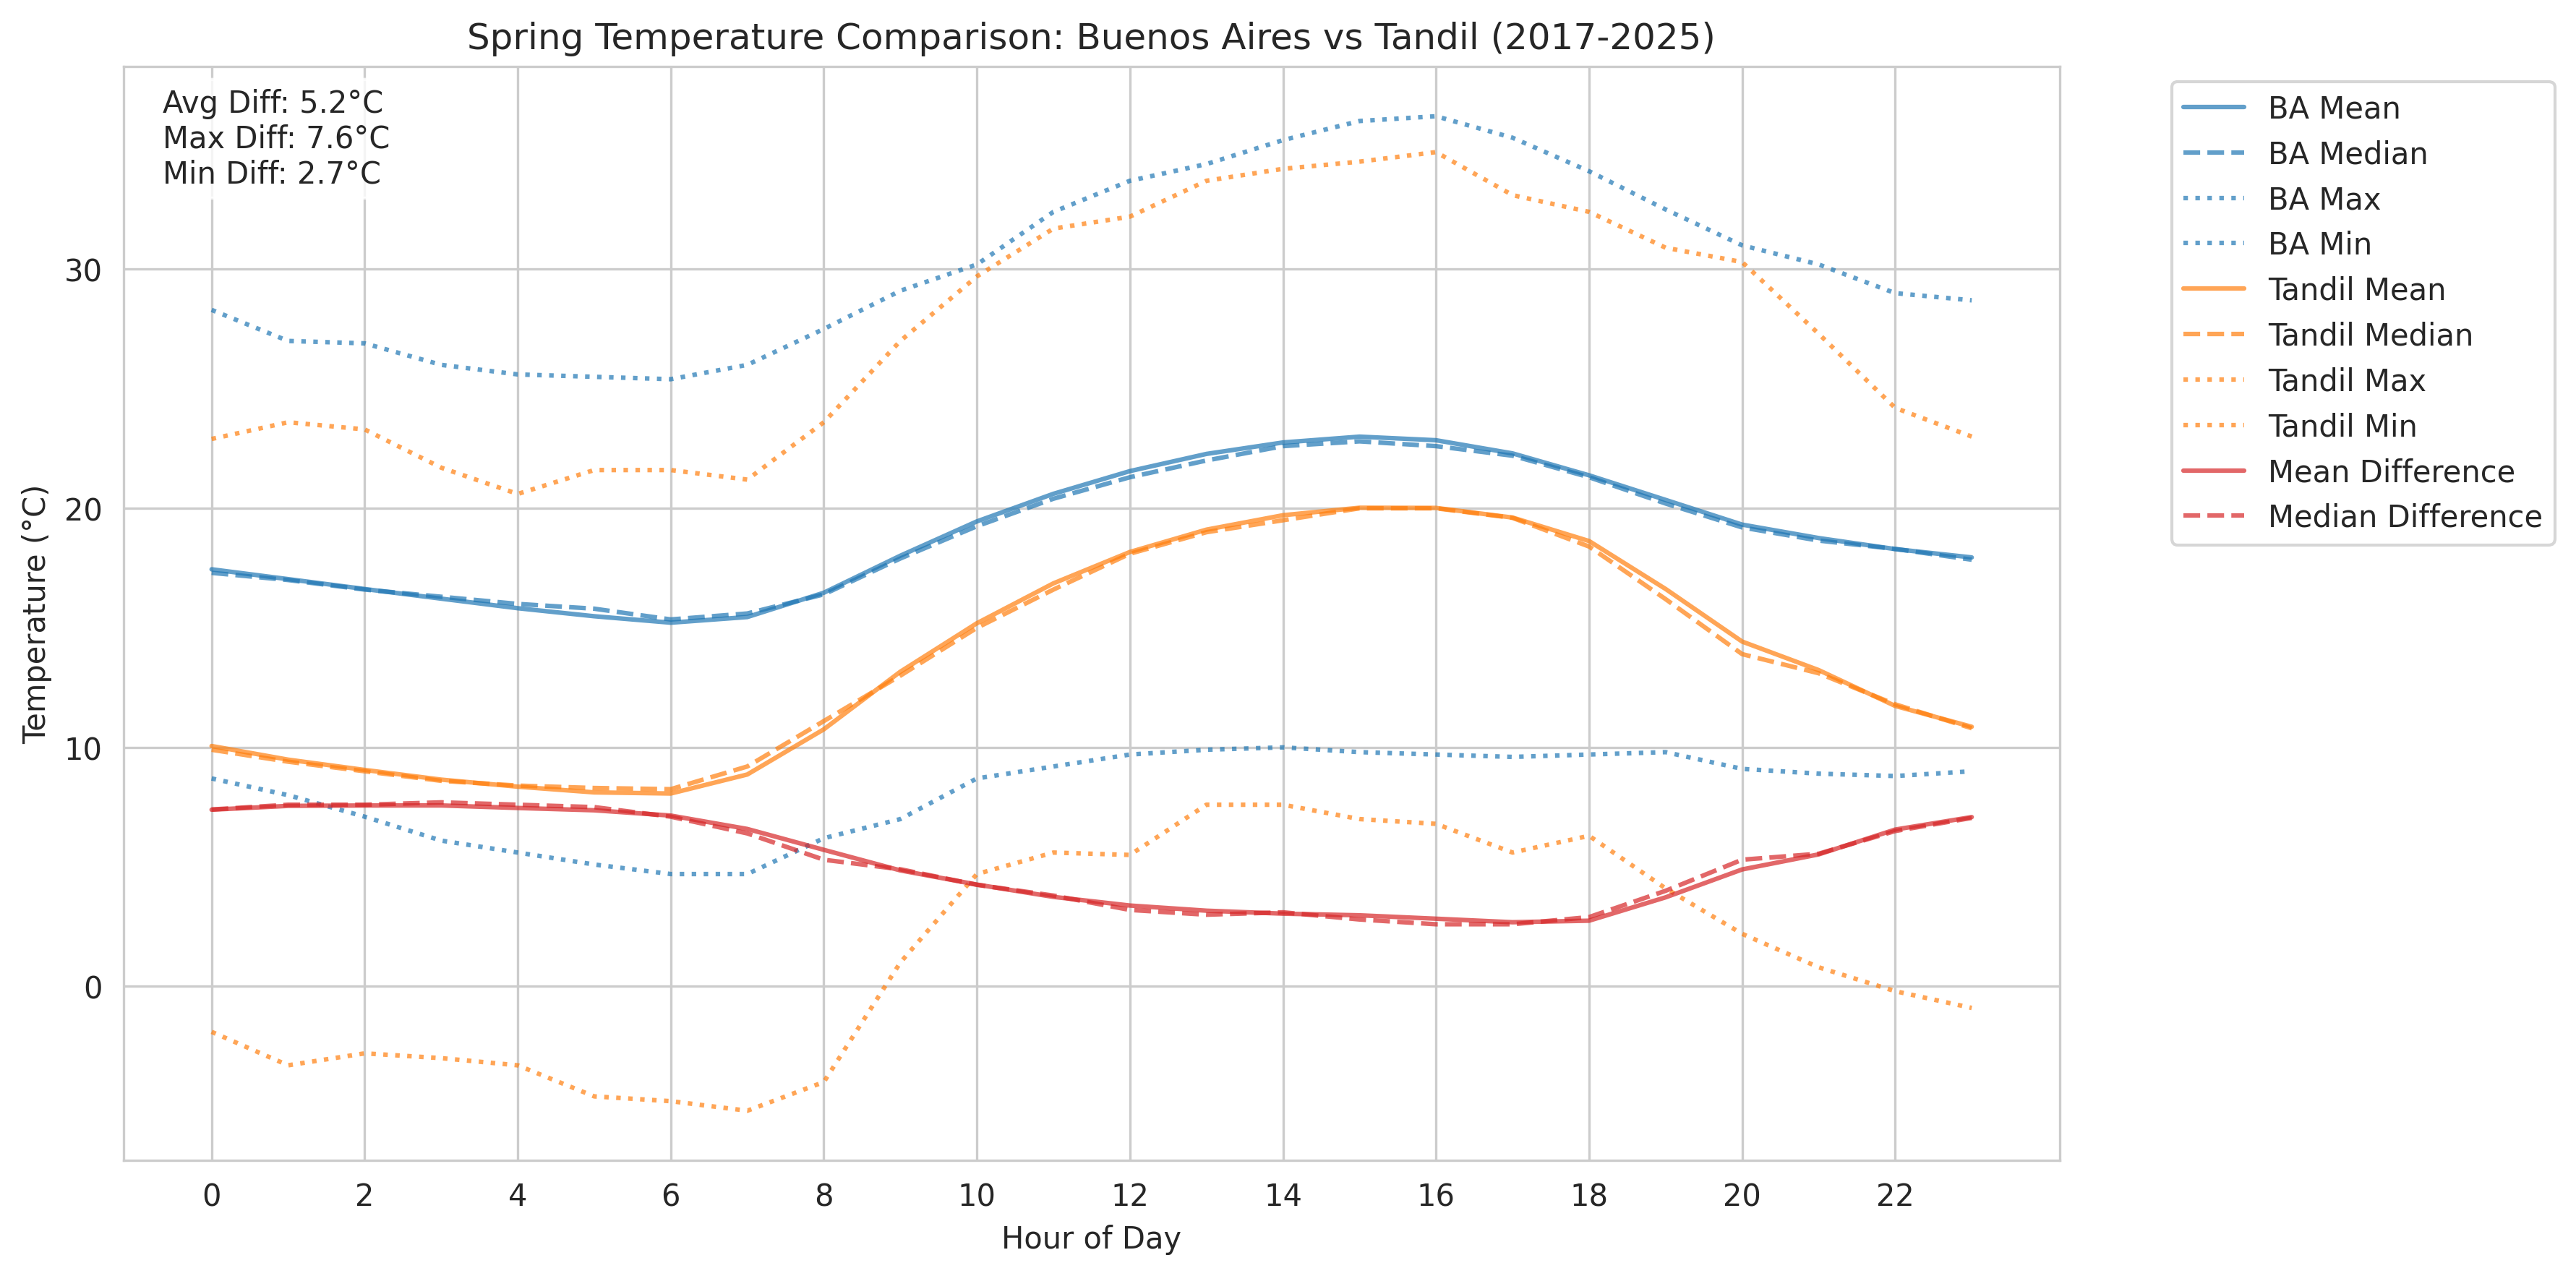 Spring Temperature Comparison: Buenos Aires vs Tandil (2017-2025)
Avg Diff: 5.2°C
Max Diff: 7.6°C
Min Diff: 2.7°C
BA Mean
BA Median
BA Max
BA Min
Tandil Mean
Tandil Median
Tandil Max
Tandil Min
Mean Difference
Median Difference
Temperature (°C)
30
20
10
0
0 2 4 6 8 10 12 14 16 18 20 22
Hour of Day